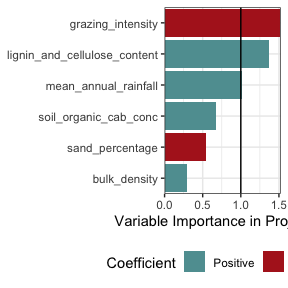 grazing_intensity
lignin_and_cellulose_content
mean_annual_rainfall
soil_organic_cab_conc
sand_percentage
bulk_density
0.0 0.5 1.0 1.5
Variable Importance in Proj
Coefficient Positive